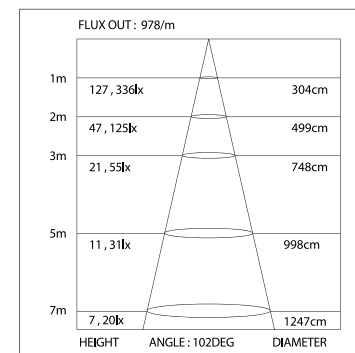 FLUX OUT : 978/m
1m
127 , 336lx 304cm
2m
47 , 125lx 499cm
3m
21 , 55lx 748cm
5m
11 , 31lx 998cm
7m
7 , 20lx 1247cm
HEIGHT ANGLE : 102DEG DIAMETER